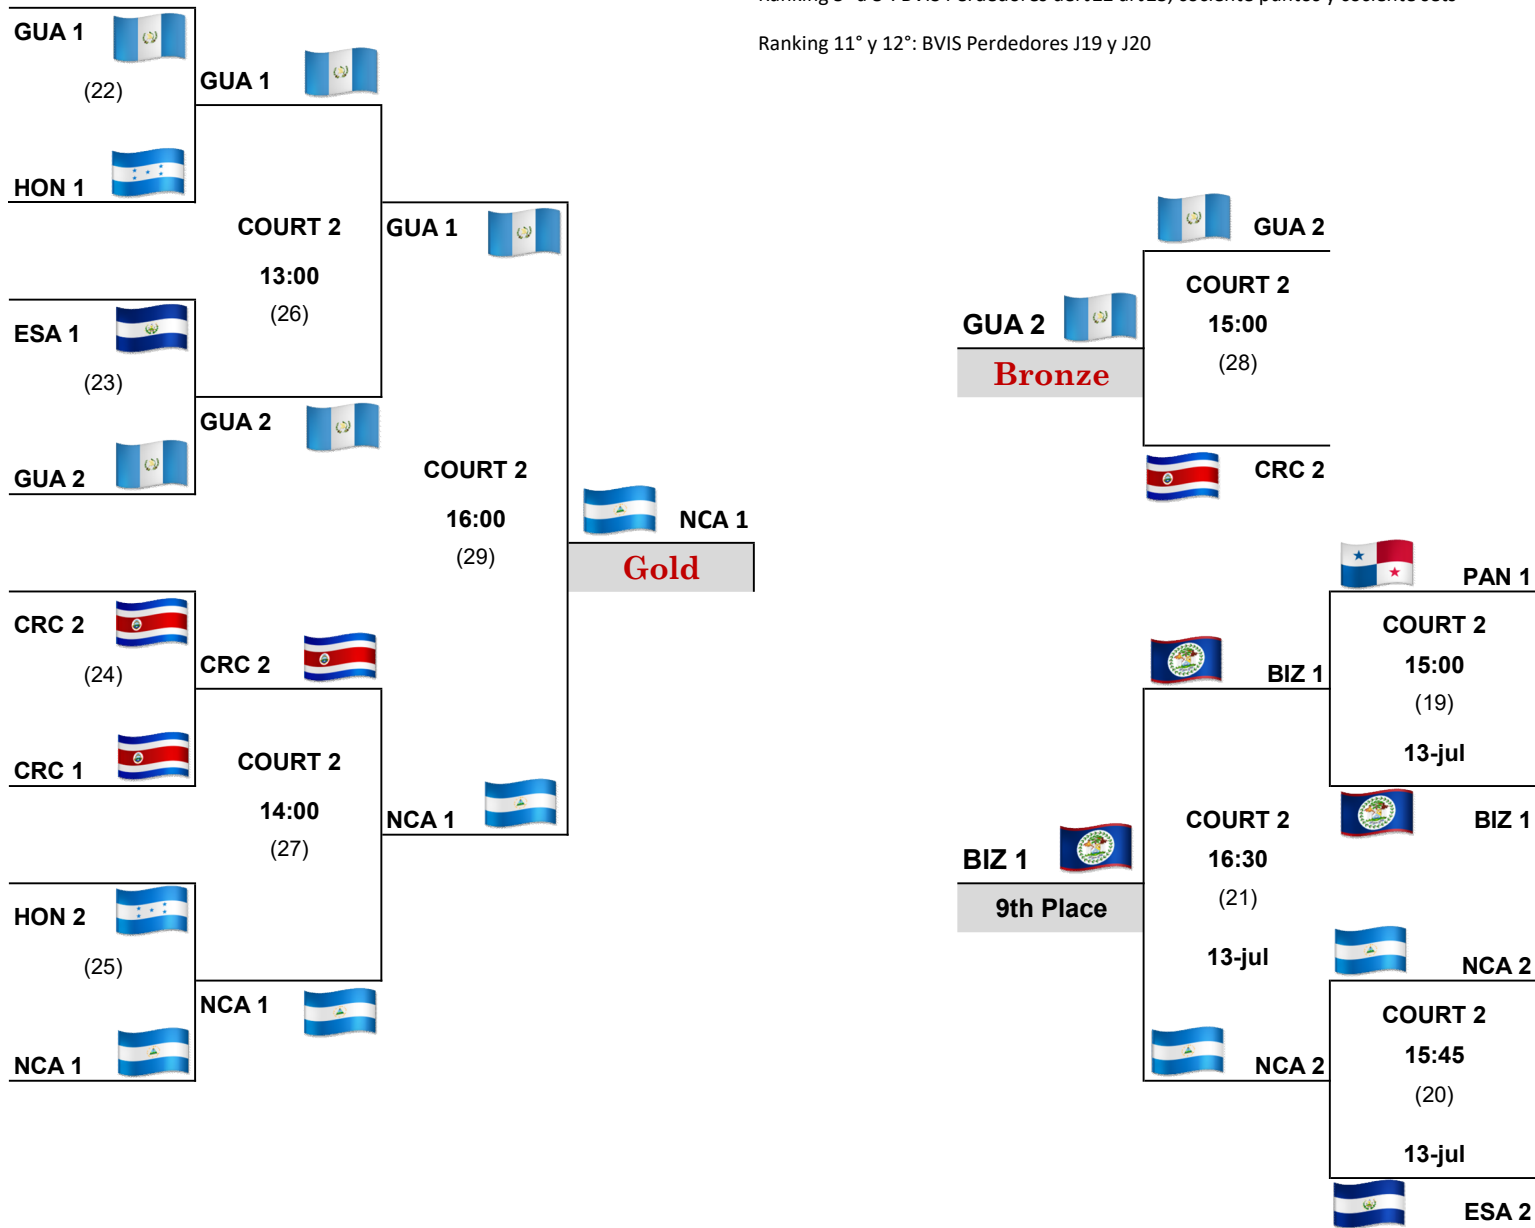 Ranking 11° y 12°: BVIS Perdedores J19 y J20
GUA 1
(22)
HON 1
GUA 1
COURT 2
13:00
(26)
ESA 1
(23)
GUA 2
GUA 2
GUA 1
COURT 2
16:00
(29)
NCA 1
Gold
CRC 2
(24)
CRC 1
CRC 2
COURT 2
14:00
(27)
NCA 1
HON 2
(25)
NCA 1
NCA 1
GUA 2
COURT 2
15:00
(28)
GUA 2
Bronze
CRC 2
PAN 1
COURT 2
15:00
(19)
13-jul
BIZ 1
BIZ 1
COURT 2
16:30
(21)
13-jul
BIZ 1
9th Place
NCA 2
COURT 2
15:45
(20)
13-jul
NCA 2
ESA 2